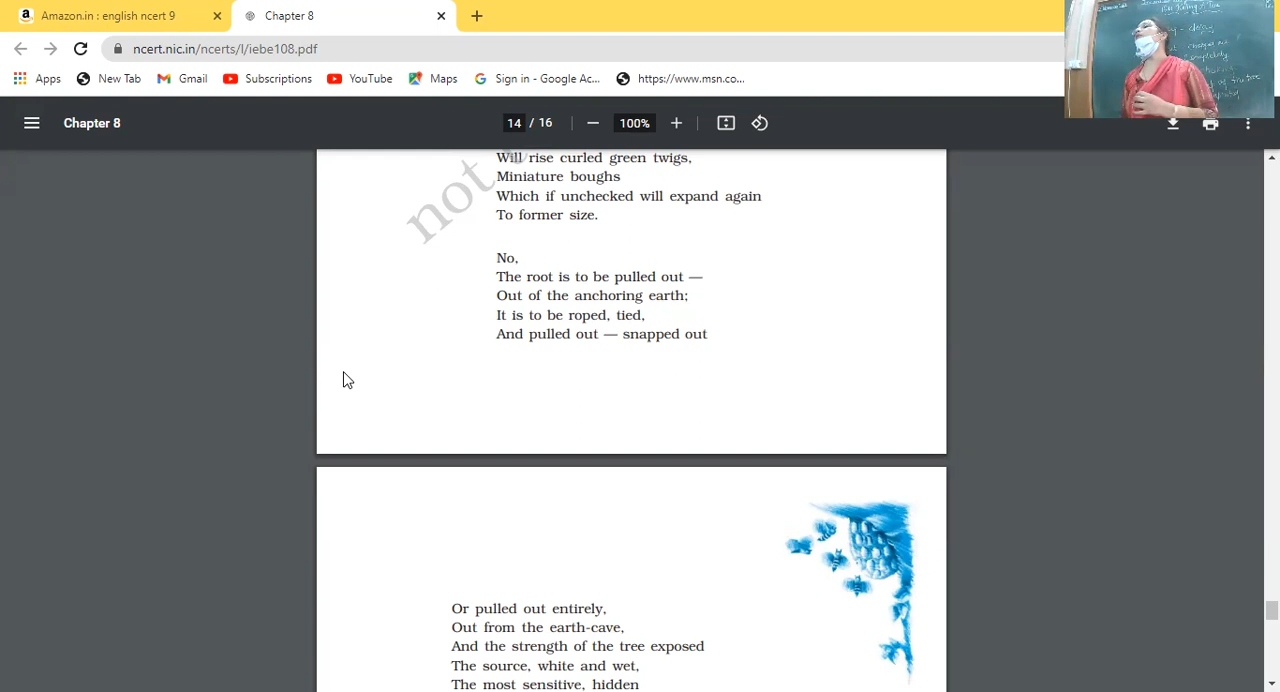 Amazon.in : english ncert 9
Chapter 8
ncert.nic.in/ncerts/l/iebe108.pdf
Apps
New Tab
Gmail
Subscriptions
YouTube
Maps
Sign in - Google Ac...
https://www.msn.co...
Chapter 8
14 / 16
100%
not
Will rise curled green twigs,
Miniature boughs
Which if unchecked will expand again
To former size.
No,
The root is to be pulled out —
Out of the anchoring earth;
It is to be roped, tied,
And pulled out — snapped out
Or pulled out entirely,
Out from the earth-cave,
And the strength of the tree exposed
The source, white and wet,
The most sensitive, hidden